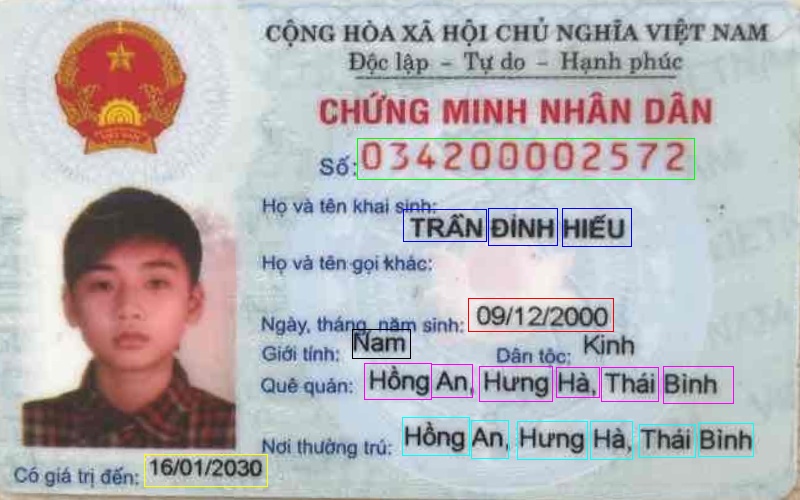 CỘNG HÒA XÃ HỘI CHỦ NGHĨA VIỆT NAM
Độc lập - Tự do - Hạnh phúc
CHỨNG MINH NHÂN DÂN
Số: 034200002572
Họ và tên khai sinh:
TRẦN ĐÌNH HIẾU
Họ và tên gọi khác:
Ngày, tháng, năm sinh: 09/12/2000
Giới tính: Nam Dân tộc: Kinh
Quê quán: Hồng An, Hưng Hà, Thái Bình
Nơi thường trú: Hồng An, Hưng Hà, Thái Bình
Có giá trị đến: 16/01/2030